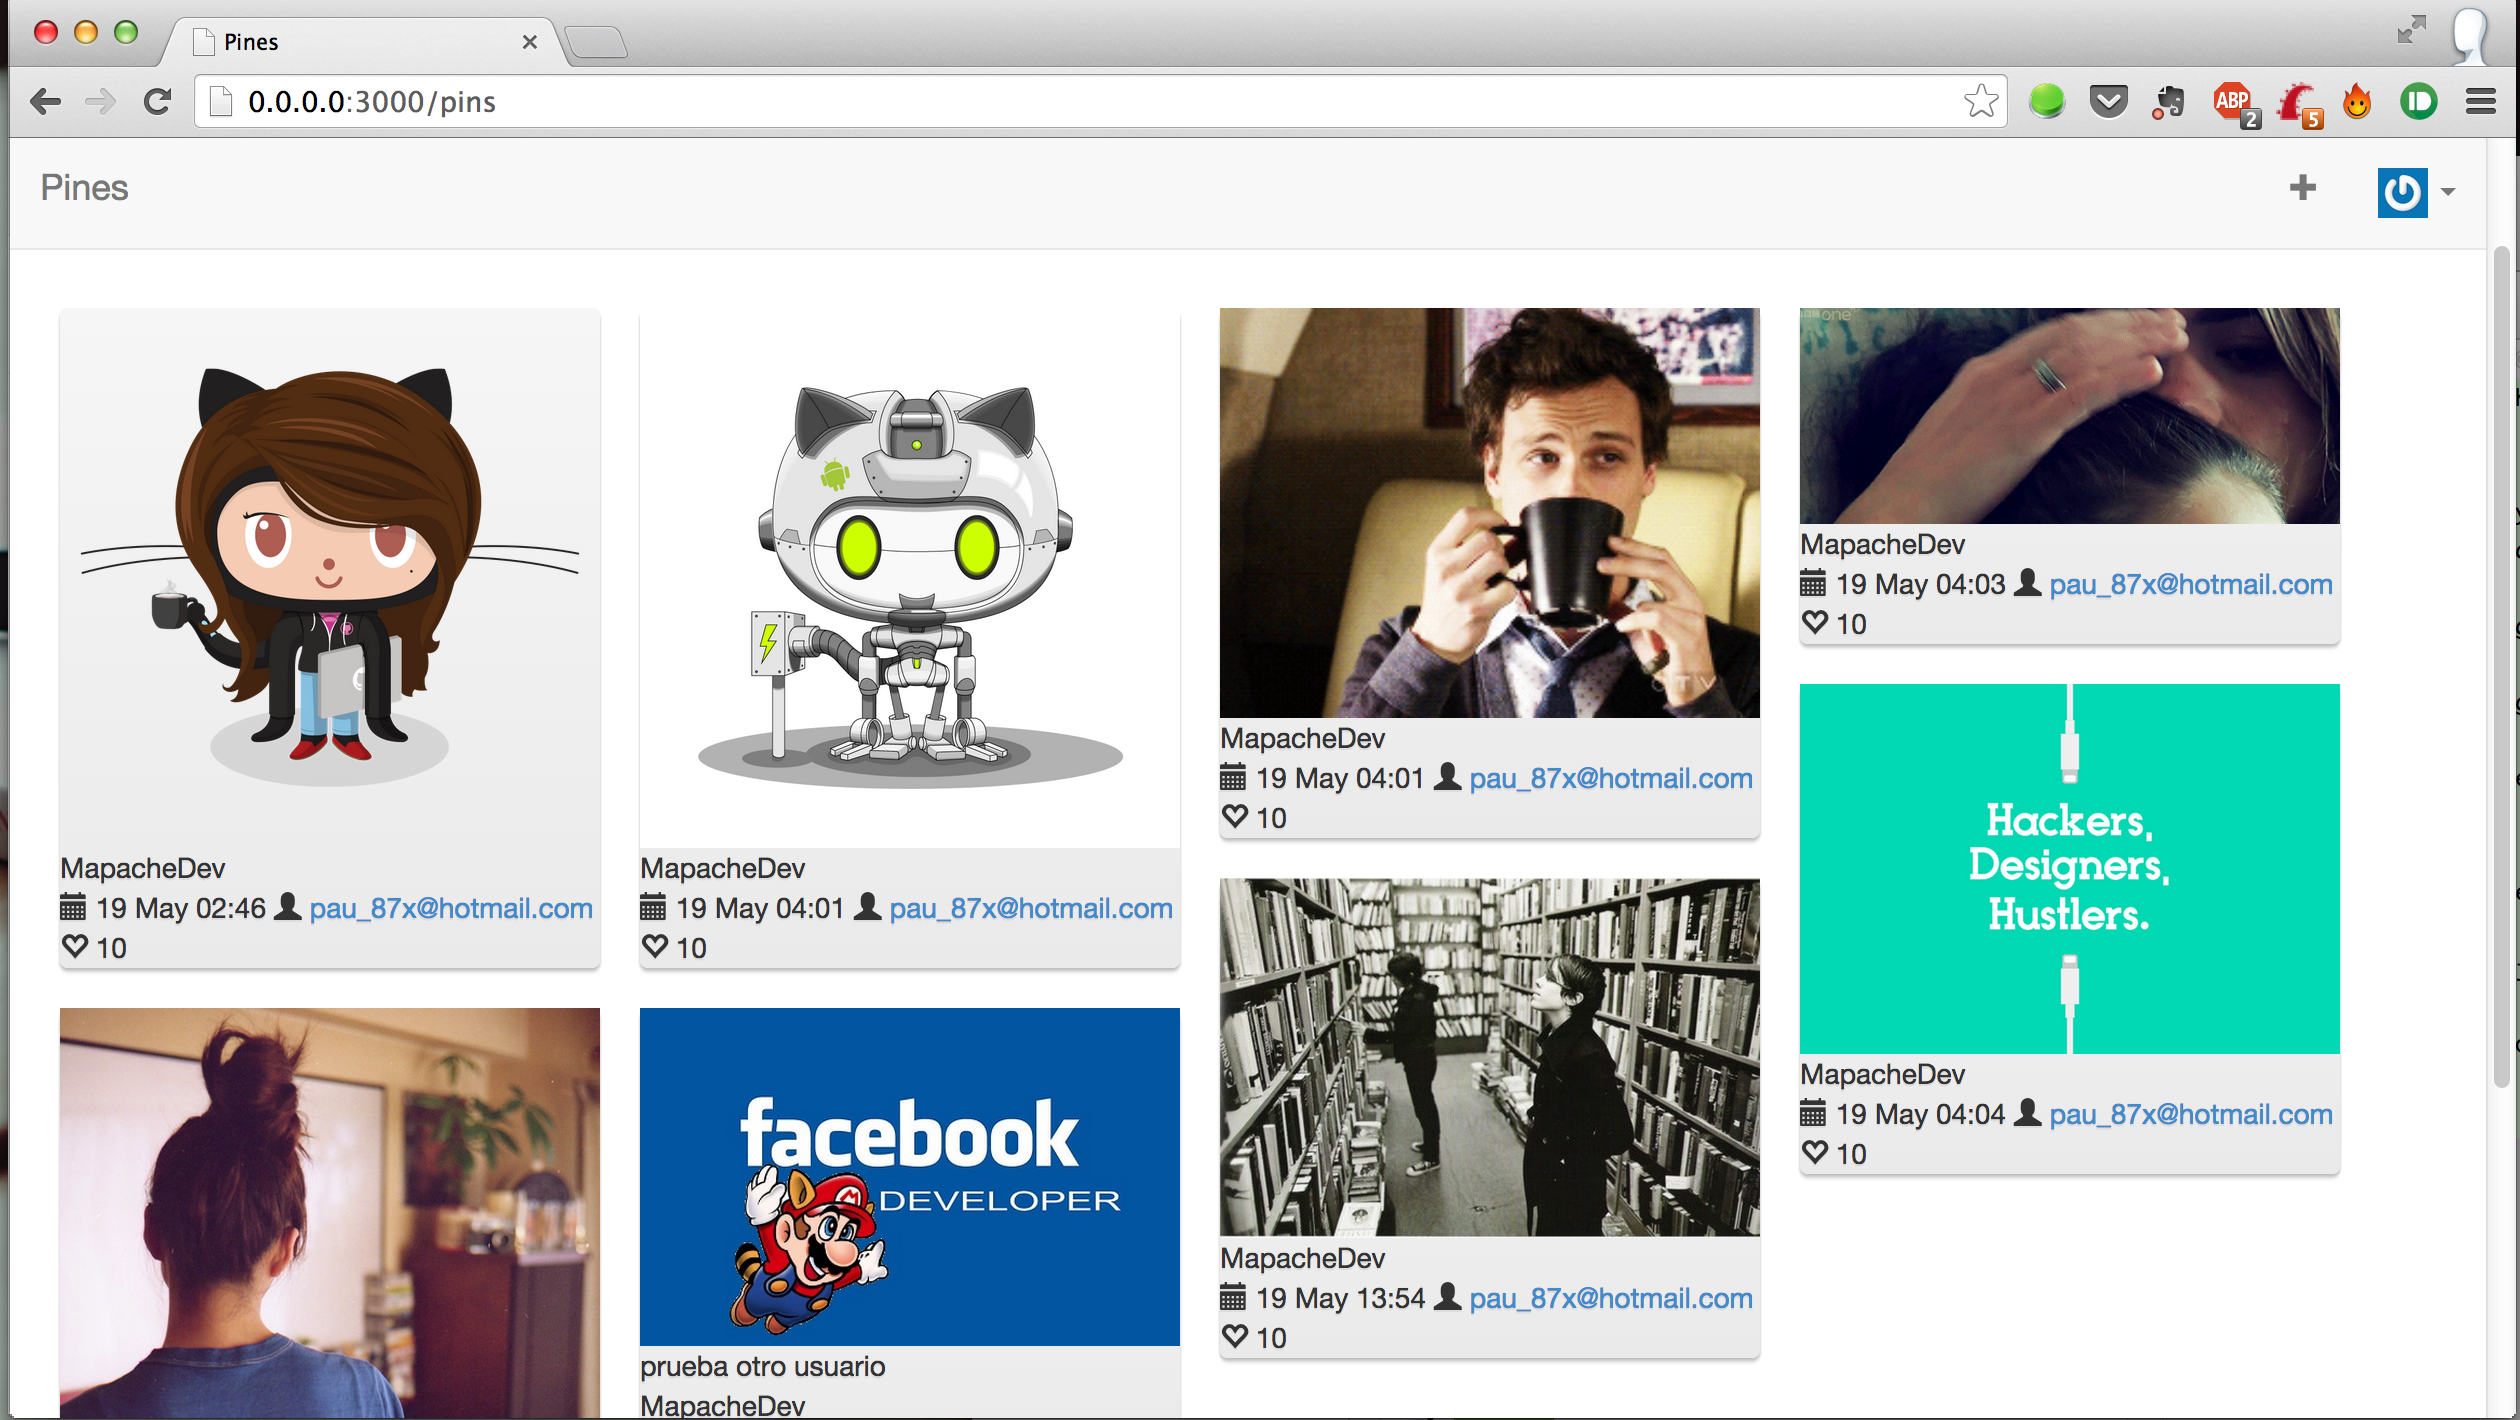 Pines
0.0.0.0:3000/pins
ABP
2
5
Pines
MapacheDev
19 May 02:46 pau_87x@hotmail.com
10
MapacheDev
19 May 04:01 pau_87x@hotmail.com
10
CTV
MapacheDev
19 May 04:01 pau_87x@hotmail.com
10
one
MapacheDev
19 May 04:03 pau_87x@hotmail.com
10
Hackers,
Designers,
Hustlers.
MapacheDev
19 May 04:04 pau_87x@hotmail.com
10
facebook
DEVELOPER
M
prueba otro usuario
MapacheDev
MapacheDev
19 May 13:54 pau_87x@hotmail.com
10